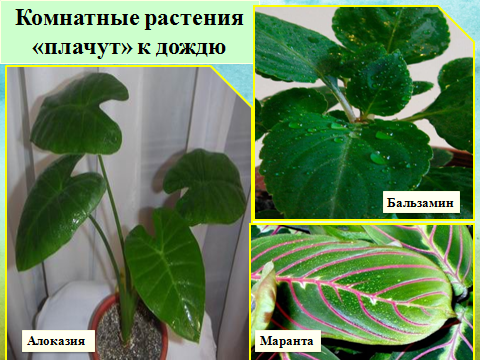 Комнатные растения
«плачут» к дождю
Бальзамин
Алоказия
Маранта